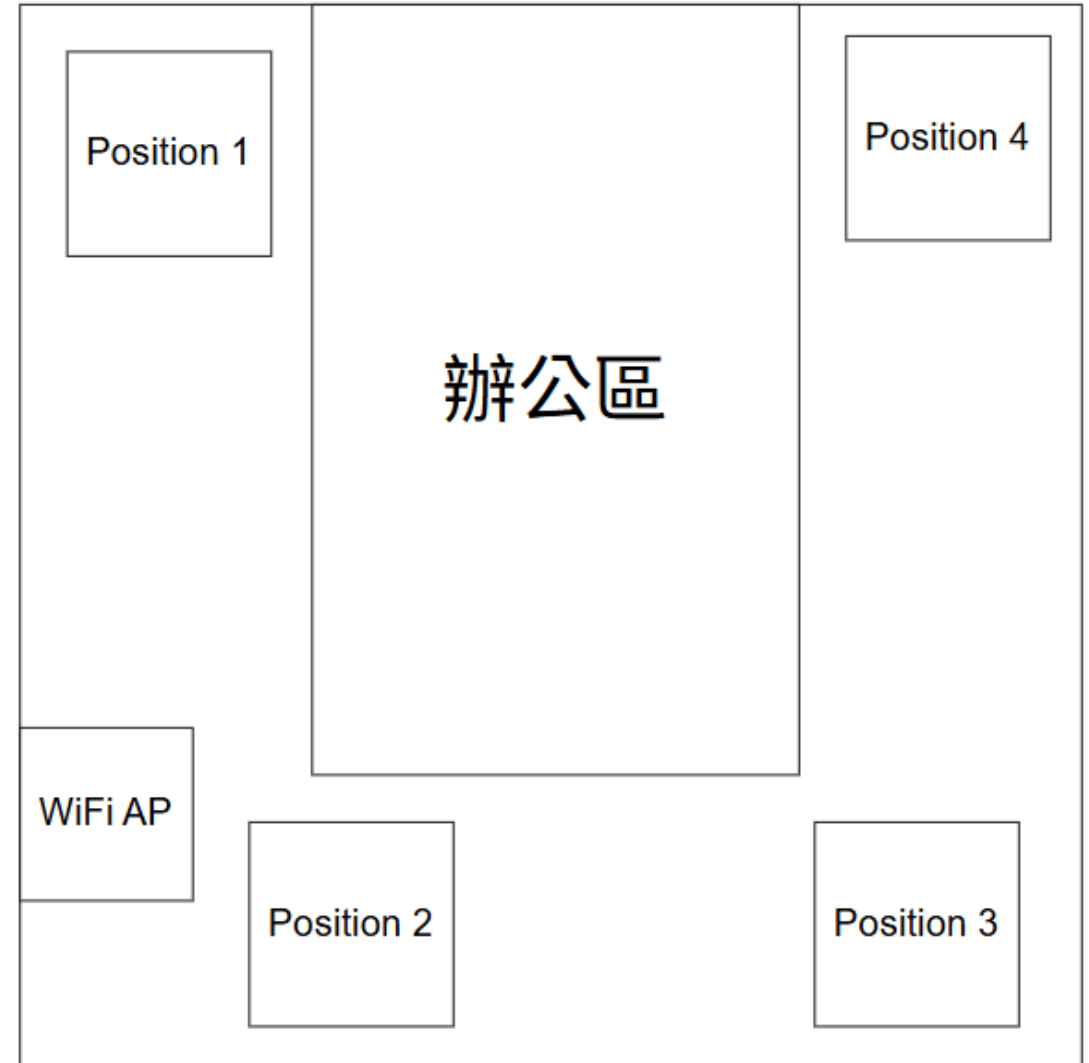 Position 1
Position 4
辦公區
WiFi AP
Position 2
Position 3